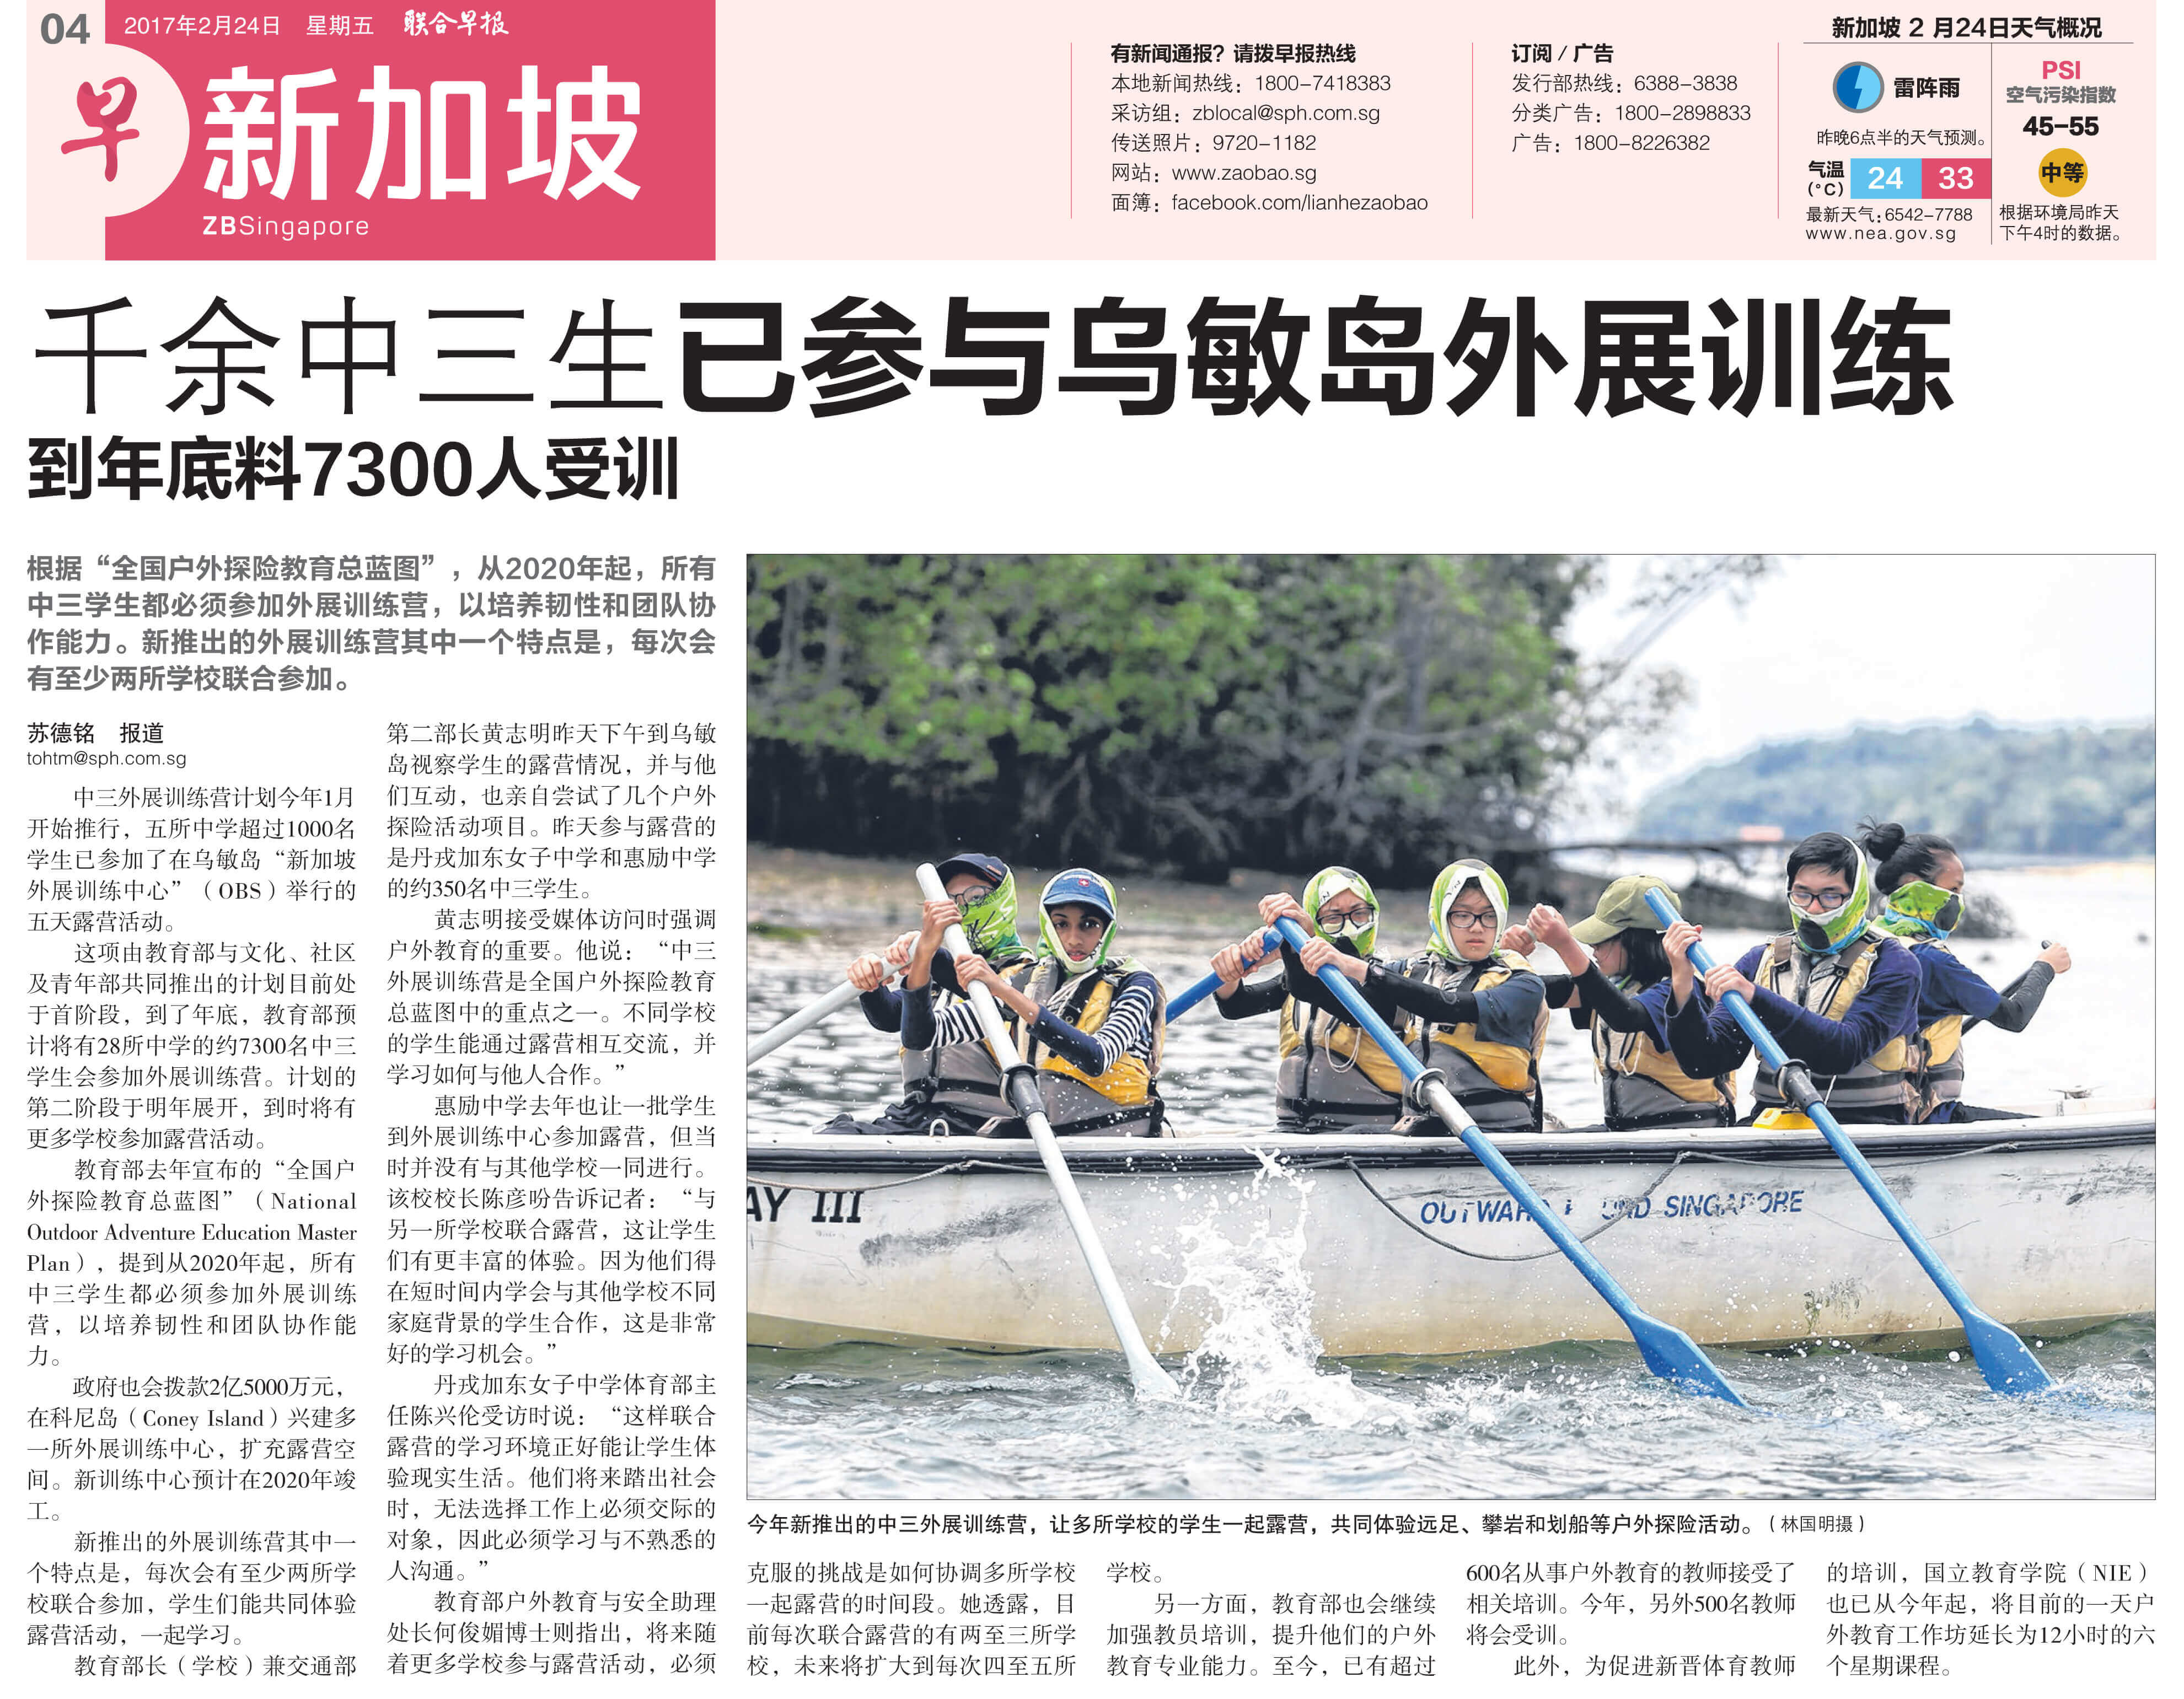 04
2017年2月24日 星期五 联合早报
早
新加坡
ZBSingapore
有新闻通报？请拨早报热线
本地新闻热线：1800-7418383
采访组：zblocal@sph.com.sg
传送照片：9720-1182
网站：www.zaobao.sg
面簿：facebook.com/lianhezaobao
订阅 / 广告
发行部热线：6388-3838
分类广告：1800-2898833
广告：1800-8226382
新加坡 2 月24日天气概况
雷阵雨
昨晚6点半的天气预测。
气温
(°C)
24 33
最新天气:6542-7788
www.nea.gov.sg
PSI
空气污染指数
45-55
中等
根据环境局昨天
下午4时的数据。
千余中三生已参与乌敏岛外展训练
到年底料7300人受训
根据“全国户外探险教育总蓝图”，从2020年起，所有
中三学生都必须参加外展训练营，以培养韧性和团队协
作能力。新推出的外展训练营其中一个特点是，每次会
有至少两所学校联合参加。
苏德铭 报道
tohtm@sph.com.sg
中三外展训练营计划今年1月
开始推行，五所中学超过1000名
学生已参加了在乌敏岛“新加坡
外展训练中心”（OBS）举行的
五天露营活动。
这项由教育部与文化、社区
及青年部共同推出的计划目前处
于首阶段，到了年底，教育部预
计将有28所中学的约7300名中三
学生会参加外展训练营。计划的
第二阶段于明年展开，到时将有
更多学校参加露营活动。
教育部去年宣布的“全国户
外探险教育总蓝图”（National
Outdoor Adventure Education Master
Plan），提到从2020年起，所有
中三学生都必须参加外展训练
营，以培养韧性和团队协作能
力。
政府也会拨款2亿5000万元，
在科尼岛（Coney Island）兴建多
一所外展训练中心，扩充露营空
间。新训练中心预计在2020年竣
工。
新推出的外展训练营其中一
个特点是，每次会有至少两所学
校联合参加，学生们能共同体验
露营活动，一起学习。
教育部长（学校）兼交通部
第二部长黄志明昨天下午到乌敏
岛视察学生的露营情况，并与他
们互动，也亲自尝试了几个户外
探险活动项目。昨天参与露营的
是丹戎加东女子中学和惠励中学
的约350名中三学生。
黄志明接受媒体访问时强调
户外教育的重要。他说：“中三
外展训练营是全国户外探险教育
总蓝图中的重点之一。不同学校
的学生能通过露营相互交流，并
学习如何与他人合作。”
惠励中学去年也让一批学生
到外展训练中心参加露营，但当
时并没有与其他学校一同进行。
该校校长陈彦吩告诉记者：“与
另一所学校联合露营，这让学生
们有更丰富的体验。因为他们得
在短时间内学会与其他学校不同
家庭背景的学生合作，这是非常
好的学习机会。”
丹戎加东女子中学体育部主
任陈兴伦受访时说：“这样联合
露营的学习环境正好能让学生体
验现实生活。他们将来踏出社会
时，无法选择工作上必须交际的
对象，因此必须学习与不熟悉的
人沟通。”
教育部户外教育与安全助理
处长何俊媚博士则指出，将来随
着更多学校参与露营活动，必须
AY III
OUTWARD UND SINGAPORE
今年新推出的中三外展训练营，让多所学校的学生一起露营，共同体验远足、攀岩和划船等户外探险活动。（林国明摄）
克服的挑战是如何协调多所学校
一起露营的时间段。她透露，目
前每次联合露营的有两至三所学
校，未来将扩大到每次四至五所
学校。
另一方面，教育部也会继续
加强教员培训，提升他们的户外
教育专业能力。至今，已有超过
600名从事户外教育的教师接受了
相关培训。今年，另外500名教师
将会受训。
此外，为促进新晋体育教师
的培训，国立教育学院（NIE）
也已从今年起，将目前的一天户
外教育工作坊延长为12小时的六
个星期课程。